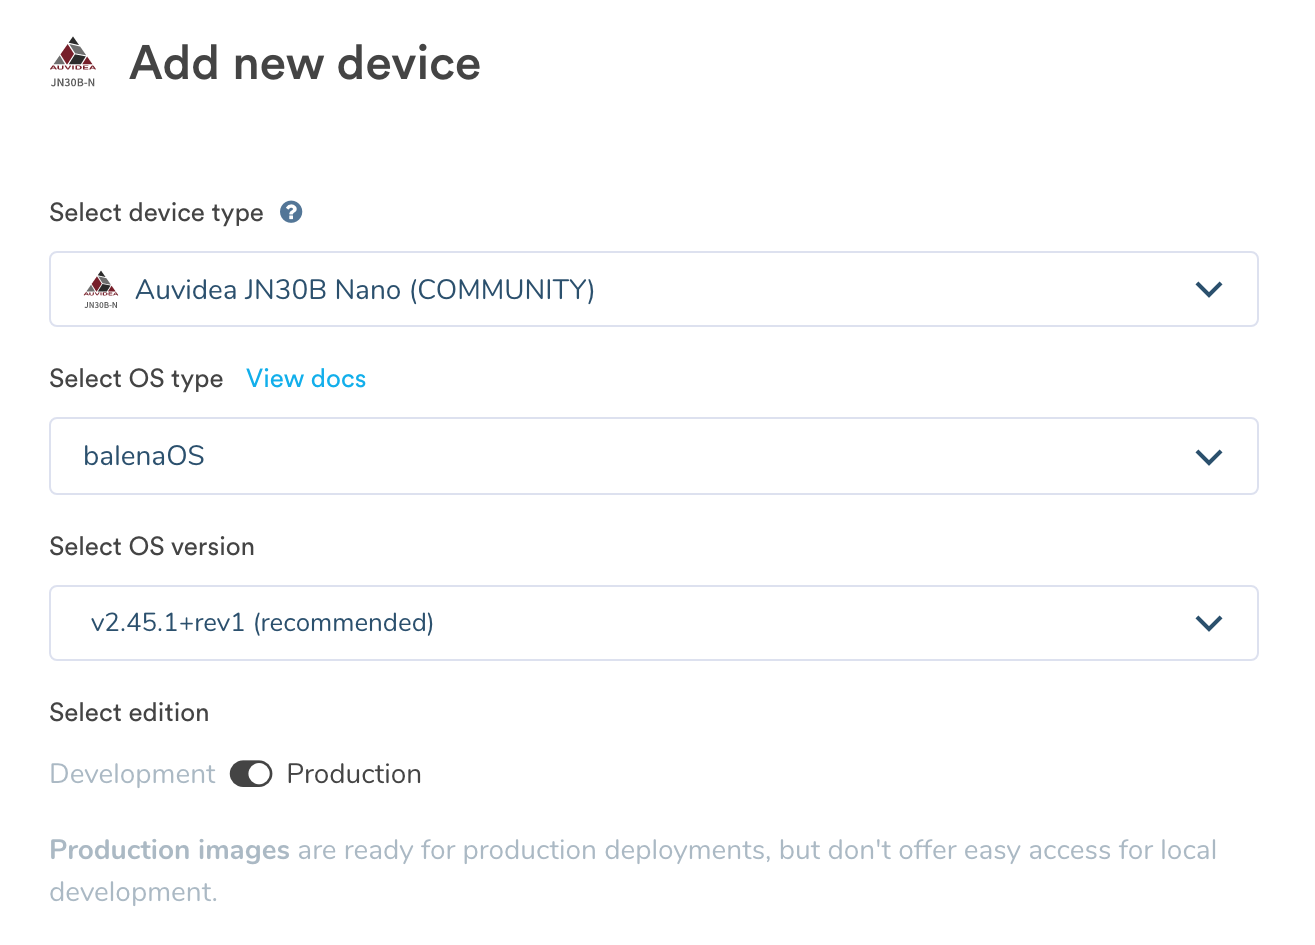 AUVIDEA
JN30B-N
Add new device
Select device type ?
AUVIDEA
JN30B-N
Auvidea JN30B Nano (COMMUNITY)
Select OS type View docs
balenaOS
Select OS version
v2.45.1+rev1 (recommended)
Select edition
Development Production
Production images are ready for production deployments, but don't offer easy access for local
development.